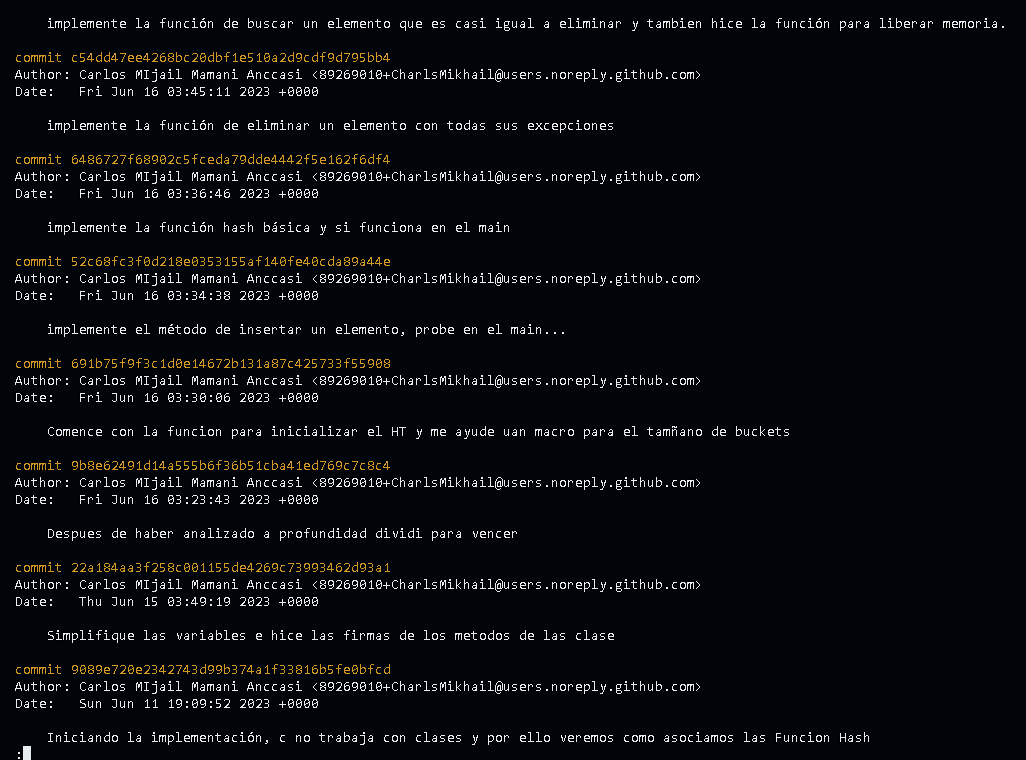 implemente la función de buscar un elemento que es casi igual a eliminar y tambien hice la función para liberar memoria.
commit c54dd47ee4268bc20dbf1e510a2d9cdf9d795bb4
Author: Carlos MIjail Mamani Anccasi <89269010+CharlsMikhail@users.noreply.github.com>
Date:   Fri Jun 16 03:45:11 2023 +0000
implemente la función de eliminar un elemento con todas sus excepciones
commit 6486727f68902c5fceda79dde4442f5e162f6df4
Author: Carlos MIjail Mamani Anccasi <89269010+CharlsMikhail@users.noreply.github.com>
Date:   Fri Jun 16 03:36:46 2023 +0000
implemente la función hash básica y si funciona en el main
commit 52c68fc3f0d218e0353155af140fe40cda89a44e
Author: Carlos MIjail Mamani Anccasi <89269010+CharlsMikhail@users.noreply.github.com>
Date:   Fri Jun 16 03:34:38 2023 +0000
implemente el método de insertar un elemento, probe en el main...
commit 691b75f9f3c1d0e14672b131a87c425733f55908
Author: Carlos MIjail Mamani Anccasi <89269010+CharlsMikhail@users.noreply.github.com>
Date:   Fri Jun 16 03:30:06 2023 +0000
Comence con la funcion para inicializar el HT y me ayude uan macro para el tamñano de buckets
commit 9b8e62491d14a555b6f36b51cba41ed769c7c8c4
Author: Carlos MIjail Mamani Anccasi <89269010+CharlsMikhail@users.noreply.github.com>
Date:   Fri Jun 16 03:23:43 2023 +0000
Despues de haber analizado a profundidad dividi para vencer
commit 22a184aa3f258c001155de4269c73993462d93a1
Author: Carlos MIjail Mamani Anccasi <89269010+CharlsMikhail@users.noreply.github.com>
Date:   Thu Jun 15 03:49:19 2023 +0000
Simplifique las variables e hice las firmas de los metodos de las clase
commit 9089e720e2342743d99b374a1f33816b5fe0bfcd
Author: Carlos MIjail Mamani Anccasi <89269010+CharlsMikhail@users.noreply.github.com>
Date:   Sun Jun 11 19:09:52 2023 +0000
Iniciando la implementación, c no trabaja con clases y por ello veremos como asociamos las Funcion Hash
: